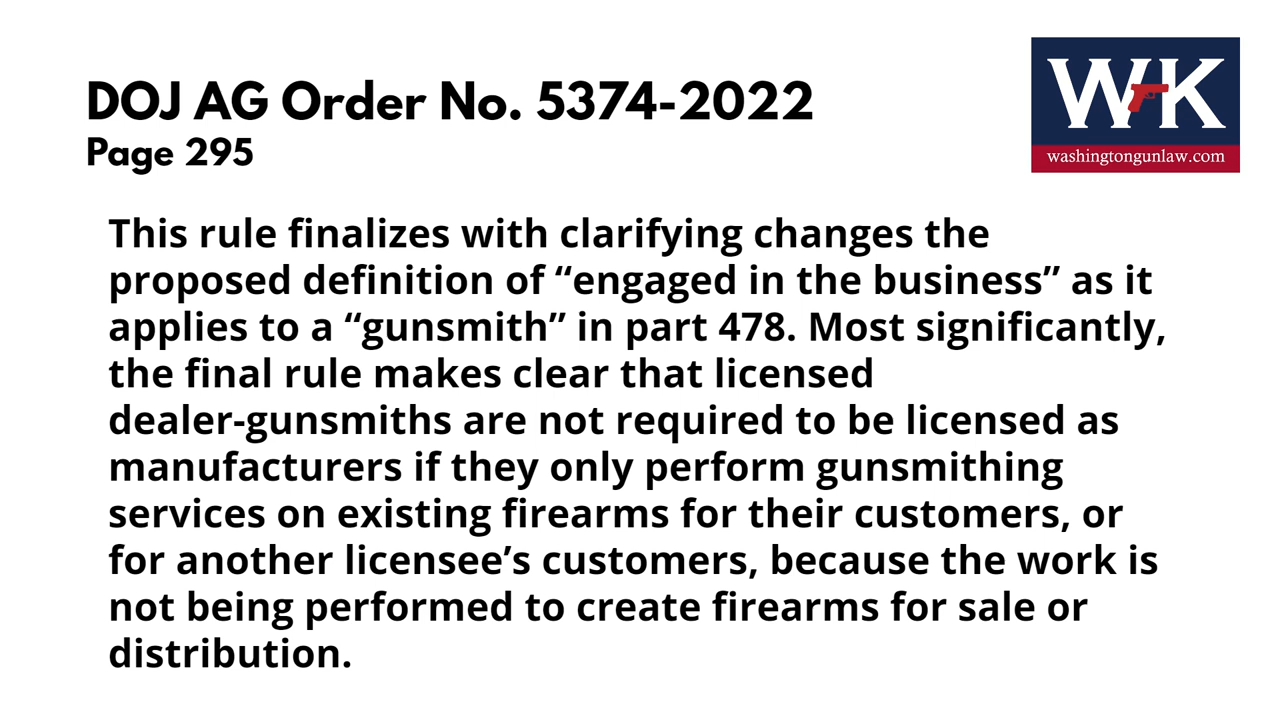 DOJ AG Order No. 5374-2022
Page 295
WK
washingtongunlaw.com
This rule finalizes with clarifying changes the
proposed definition of “engaged in the business” as it
applies to a “gunsmith” in part 478. Most significantly,
the final rule makes clear that licensed
dealer-gunsmiths are not required to be licensed as
manufacturers if they only perform gunsmithing
services on existing firearms for their customers, or
for another licensee’s customers, because the work is
not being performed to create firearms for sale or
distribution.